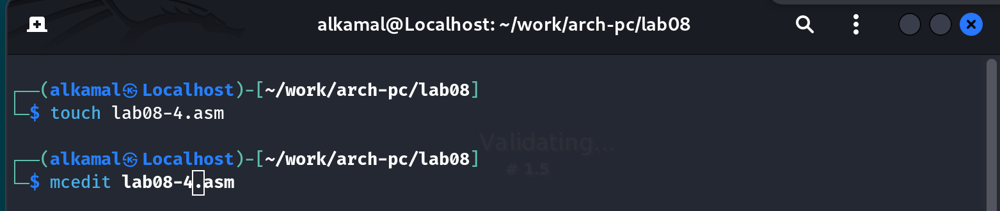 alkamal@Localhost: ~/work/arch-pc/lab08
┌──(alkamal㉿Localhost)-[~/work/arch-pc/lab08]
└─$ touch lab08-4.asm
Validating...
┌──(alkamal㉿Localhost)-[~/work/arch-pc/lab08]
# 1.5
└─$ mcedit lab08-4.asm